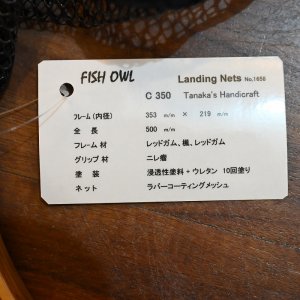 FISH OWL
Landing Nets No.1656
C 350 Tanaka's Handicraft
フレーム(内径) 353 m/m × 219 m/m
全長 500 m/m
フレーム材 レッドガム、楓、レッドガム
グリップ材 ニレ瘤
塗装 浸透性塗料+ウレタン 10回塗り
ネット ラバーコーティングメッシュ